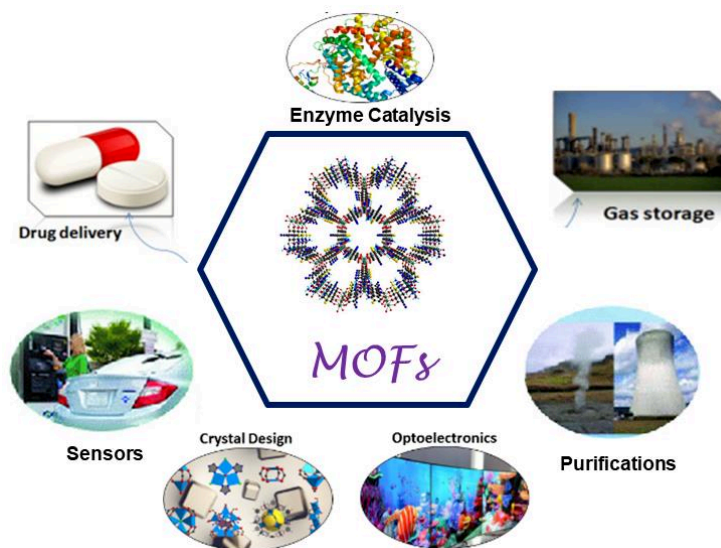 Enzyme Catalysis
Drug delivery
Gas storage
MOFs
Sensors
Crystal Design
Optoelectronics
Purifications